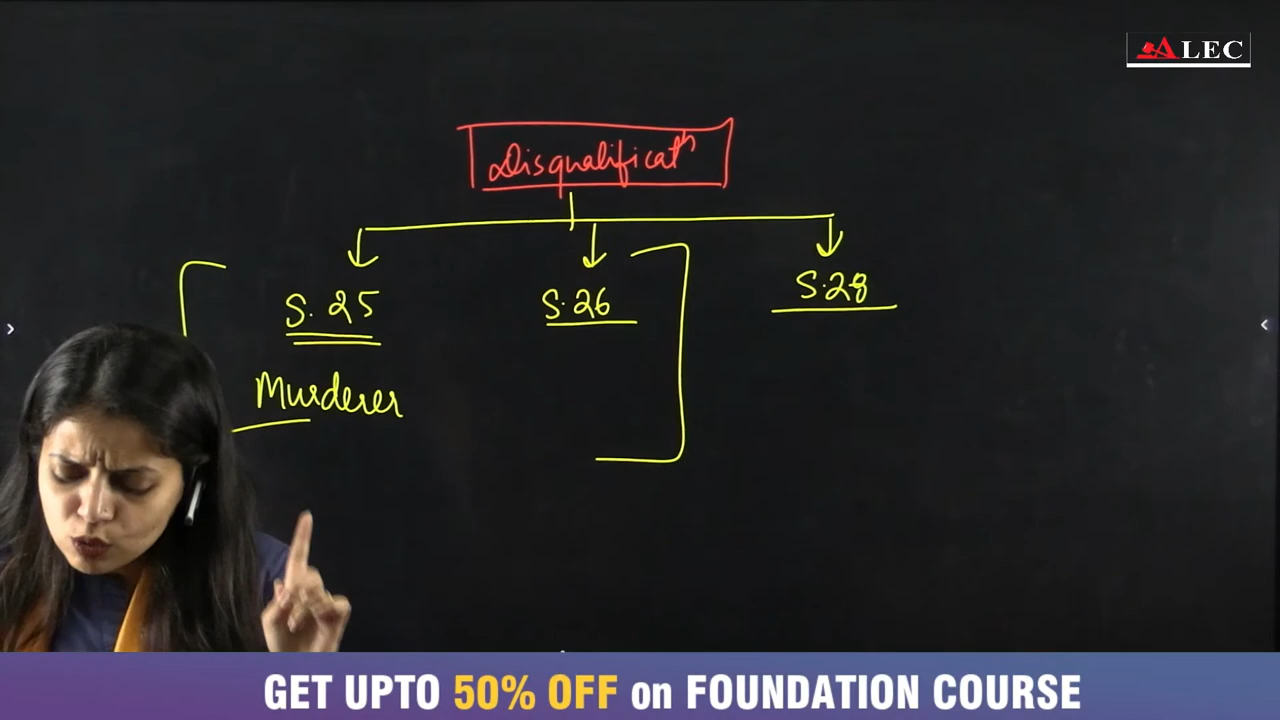 ALEC
Disqualificatn
S. 25
S. 26
S. 28
Murderer
GET UPTO 50% OFF on FOUNDATION COURSE